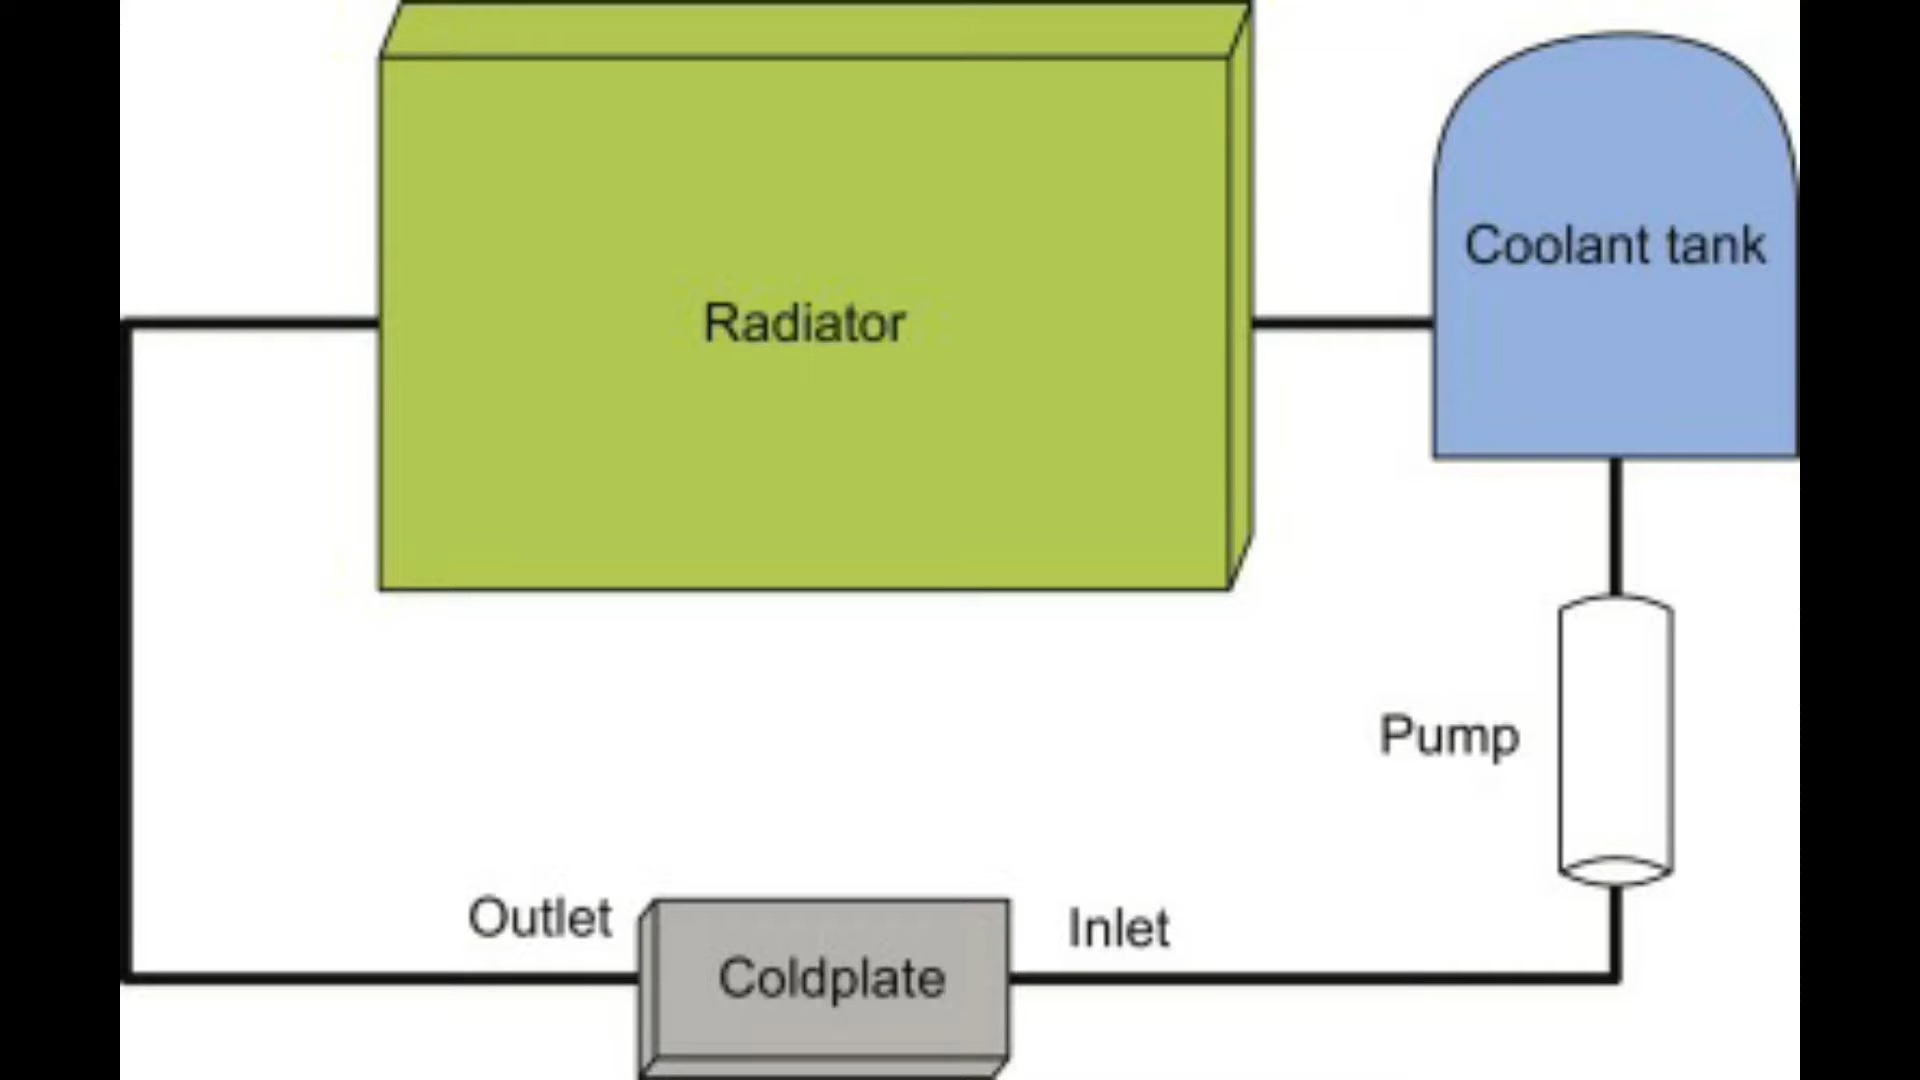 Coolant tank
Radiator
Pump
Outlet
Inlet
Coldplate